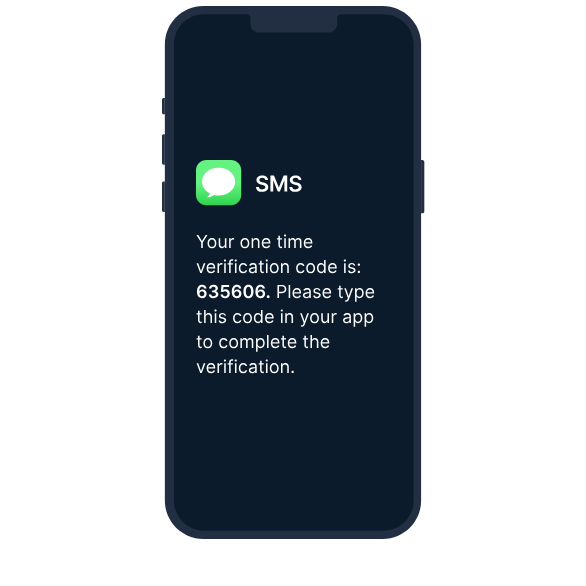 SMS
Your one time
verification code is:
635606. Please type
this code in your app
to complete the
verification.